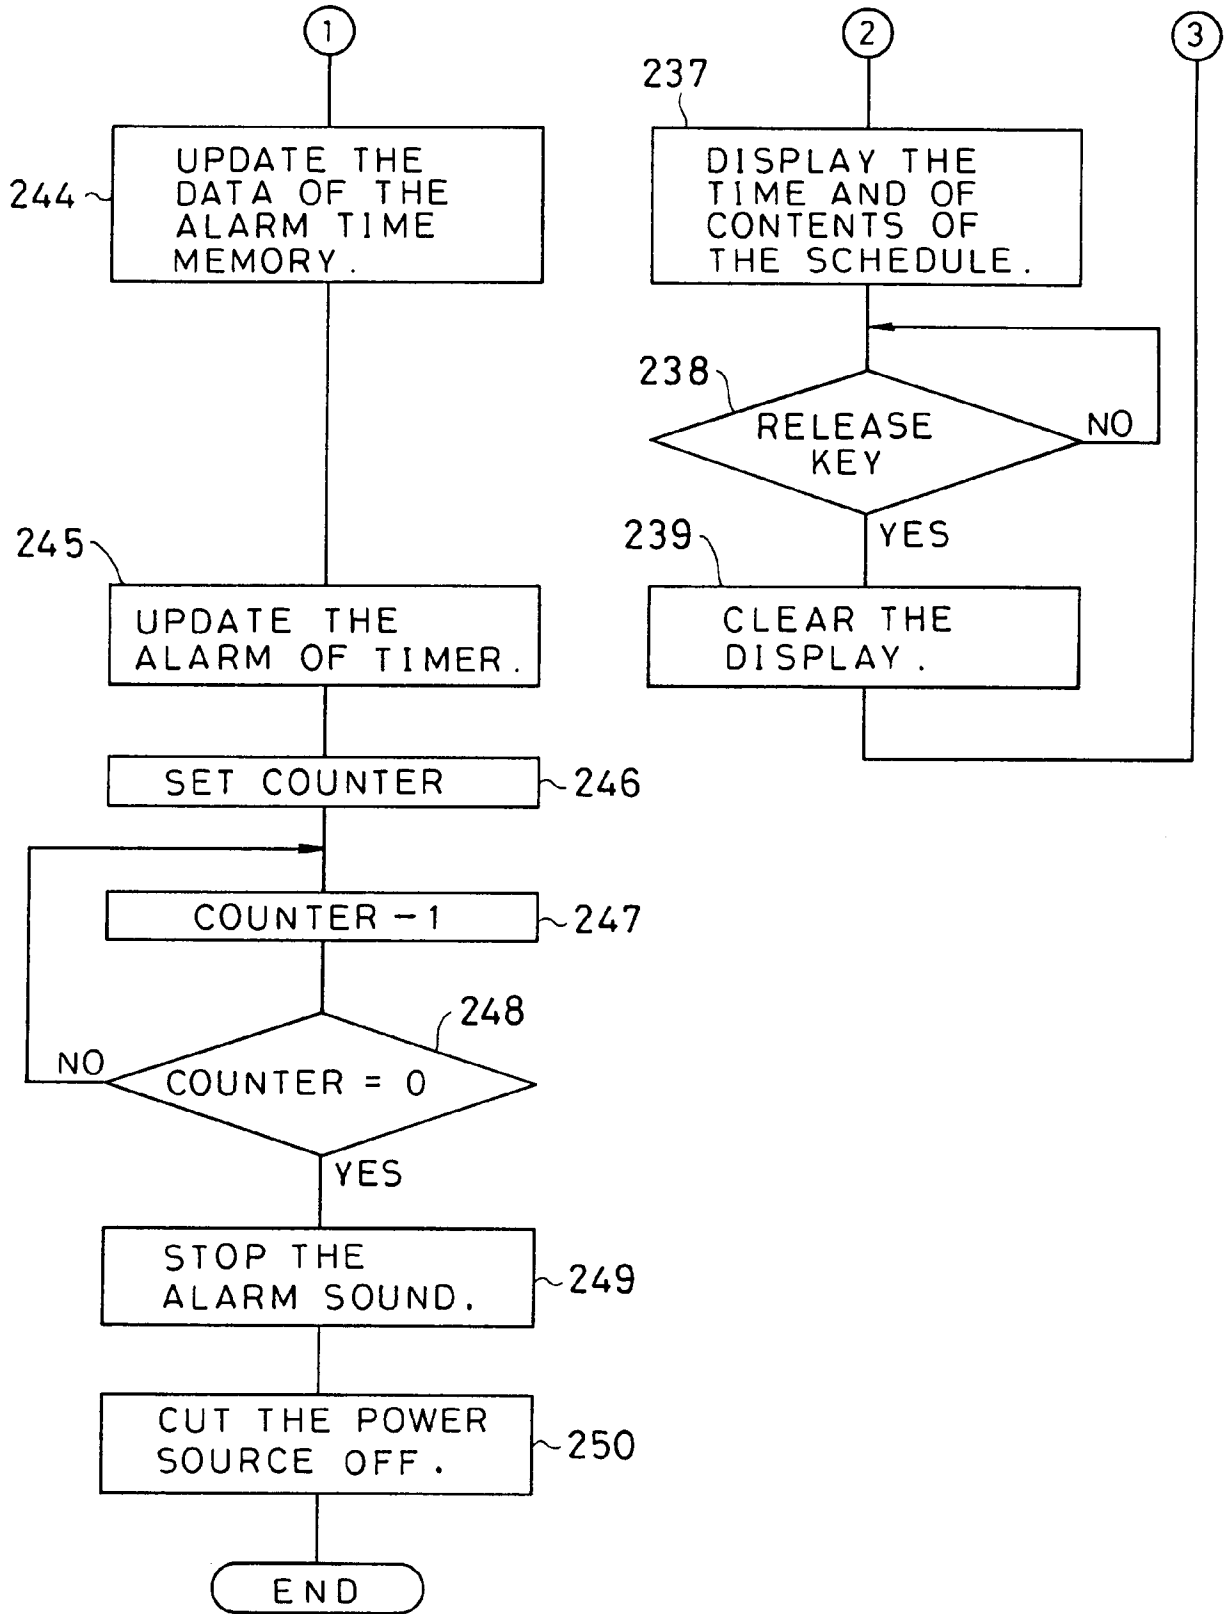 1
244
UPDATE THE
DATA OF THE
ALARM TIME
MEMORY.
245
UPDATE THE
ALARM OF TIMER.
SET COUNTER
246
COUNTER -1
247
248
NO
COUNTER = 0
YES
STOP THE
ALARM SOUND.
249
CUT THE POWER
SOURCE OFF.
250
END
2
237
DISPLAY THE
TIME AND OF
CONTENTS OF
THE SCHEDULE.
238
RELEASE
KEY
NO
YES
239
CLEAR THE
DISPLAY.
3